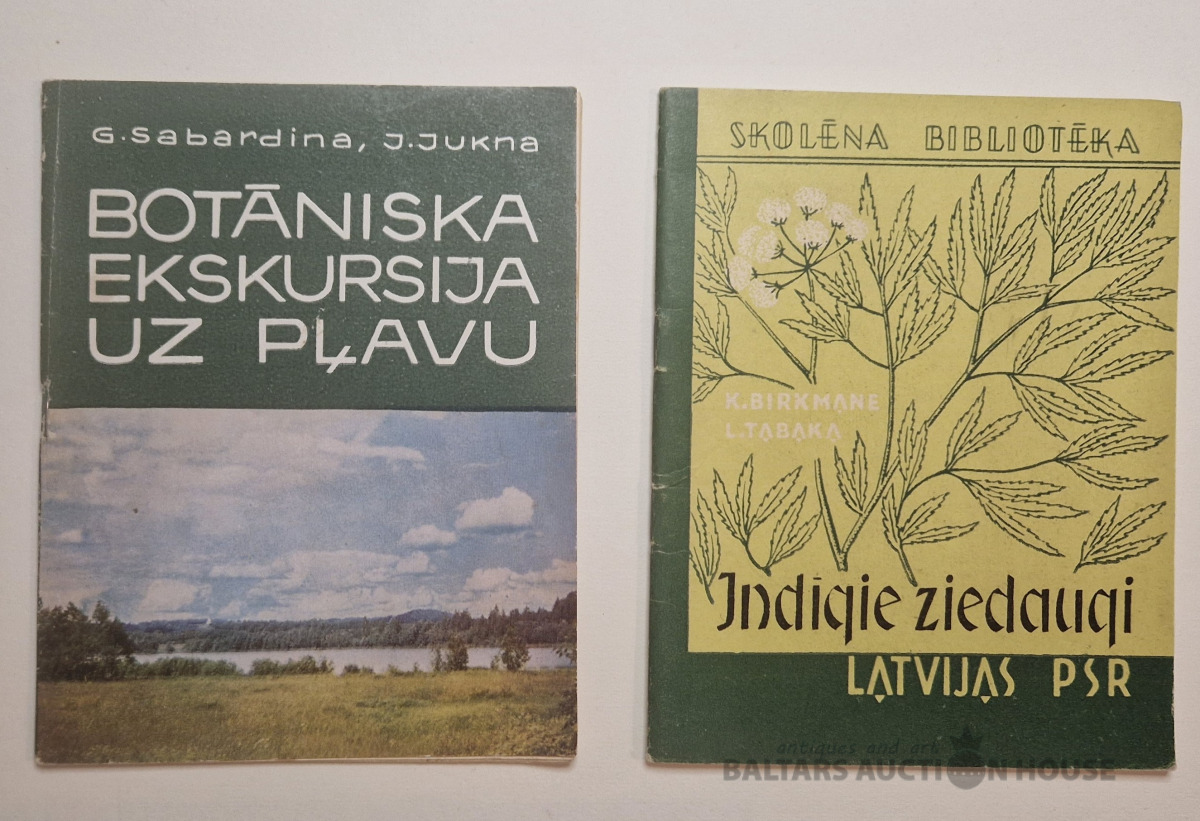 G. Sabardina, J. Jukna
BOTĀNISKA
EKSKURSIJA
UZ PĻAVU
SKOLĒNA BIBLIOTĒKA
K. BIRKMANE
L. TABAKA
Indīgie ziedaugi
LATVIJAS PSR
antiques and art
BALTARS AUCTION HOUSE